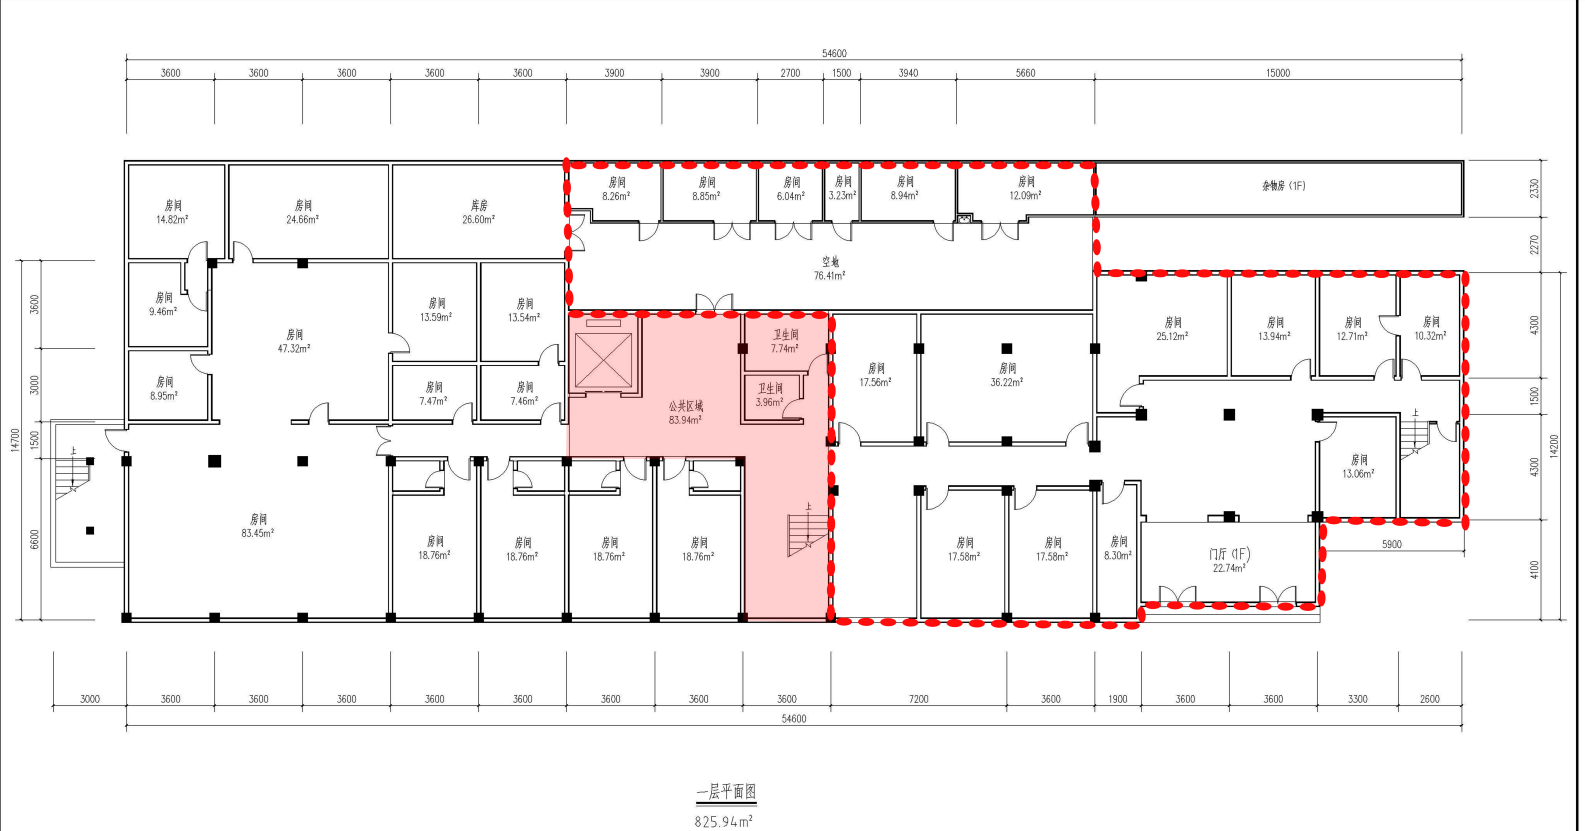 54600
3600 3600 3600 3600 3600 3900 3900 2700 1500 3940 5660 15000
房间 8.26m²
房间 8.85m²
房间 6.04m²
房间 3.23m²
房间 8.94m²
房间 12.09m²
杂物房 (1F)
房间 14.82m²
房间 24.66m²
库房 26.60m²
2330
2270
空地 76.41m²
房间 9.46m²
房间 47.32m²
房间 13.59m²
房间 13.54m²
卫生间 7.74m²
房间 25.12m²
房间 13.94m²
房间 12.71m²
房间 10.32m²
3600
4300
房间 8.95m²
房间 7.47m²
房间 7.46m²
公共区域 83.94m²
卫生间 3.96m²
房间 17.56m²
房间 36.22m²
3000
1500
14700
1500
上
上
房间 13.06m²
4300
14200
房间 83.45m²
房间 18.76m²
房间 18.76m²
房间 18.76m²
房间 18.76m²
上
房间 17.58m²
房间 17.58m²
房间 8.30m²
门厅 (1F) 22.74m²
5900
6600
4100
3000 3600 3600 3600 3600 3600 3600 3600 3600 7200 3600 1900 3600 3600 3300 2600
54600
一层平面图
825.94m²